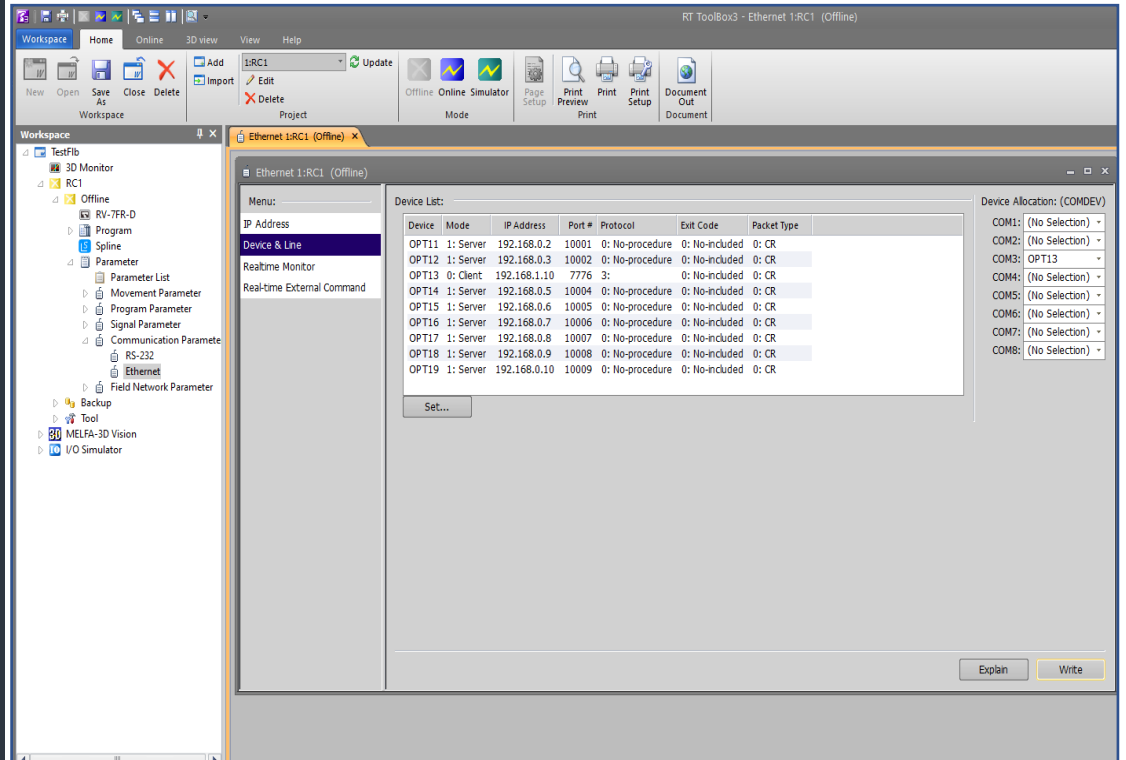 RT ToolBox3 - Ethernet 1:RC1 (Offline)
Workspace Home Online 3D view View Help
New Open Save As Close Delete
Workspace
Add
Import
1:RC1
Update
Edit
Delete
Project
Offline Online Simulator
Mode
Page Setup Print Preview Print Print Setup
Print
Document Out
Document
Workspace
TestFlb
3D Monitor
RC1
Offline
RV-7FR-D
Program
Spline
Parameter
Parameter List
Movement Parameter
Program Parameter
Signal Parameter
Communication Paramete
RS-232
Ethernet
Field Network Parameter
Backup
Tool
MELFA-3D Vision
I/O Simulator
Ethernet 1:RC1 (Offline)
Ethernet 1:RC1 (Offline)
Menu:
IP Address
Device & Line
Realtime Monitor
Real-time External Command
Device List:
Device Mode IP Address Port # Protocol Exit Code Packet Type
OPT11 1: Server 192.168.0.2 10001 0: No-procedure 0: No-included 0: CR
OPT12 1: Server 192.168.0.3 10002 0: No-procedure 0: No-included 0: CR
OPT13 0: Client 192.168.1.10 7776 3: 0: No-included 0: CR
OPT14 1: Server 192.168.0.5 10004 0: No-procedure 0: No-included 0: CR
OPT15 1: Server 192.168.0.6 10005 0: No-procedure 0: No-included 0: CR
OPT16 1: Server 192.168.0.7 10006 0: No-procedure 0: No-included 0: CR
OPT17 1: Server 192.168.0.8 10007 0: No-procedure 0: No-included 0: CR
OPT18 1: Server 192.168.0.9 10008 0: No-procedure 0: No-included 0: CR
OPT19 1: Server 192.168.0.10 10009 0: No-procedure 0: No-included 0: CR
Set...
Device Allocation: (COMDEV)
COM1: (No Selection)
COM2: (No Selection)
COM3: OPT13
COM4: (No Selection)
COM5: (No Selection)
COM6: (No Selection)
COM7: (No Selection)
COM8: (No Selection)
Explain Write